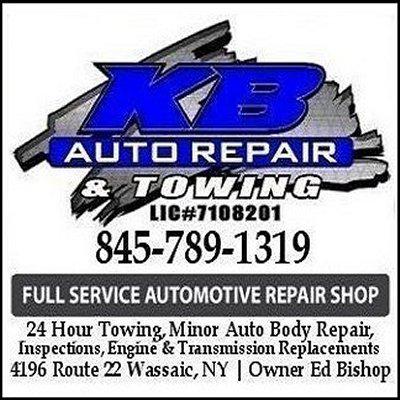 KB
AUTO REPAIR
& TOWING
LIC#7108201
845-789-1319
FULL SERVICE AUTOMOTIVE REPAIR SHOP
24 Hour Towing, Minor Auto Body Repair,
Inspections, Engine & Transmission Replacements
4196 Route 22 Wassaic, NY | Owner Ed Bishop